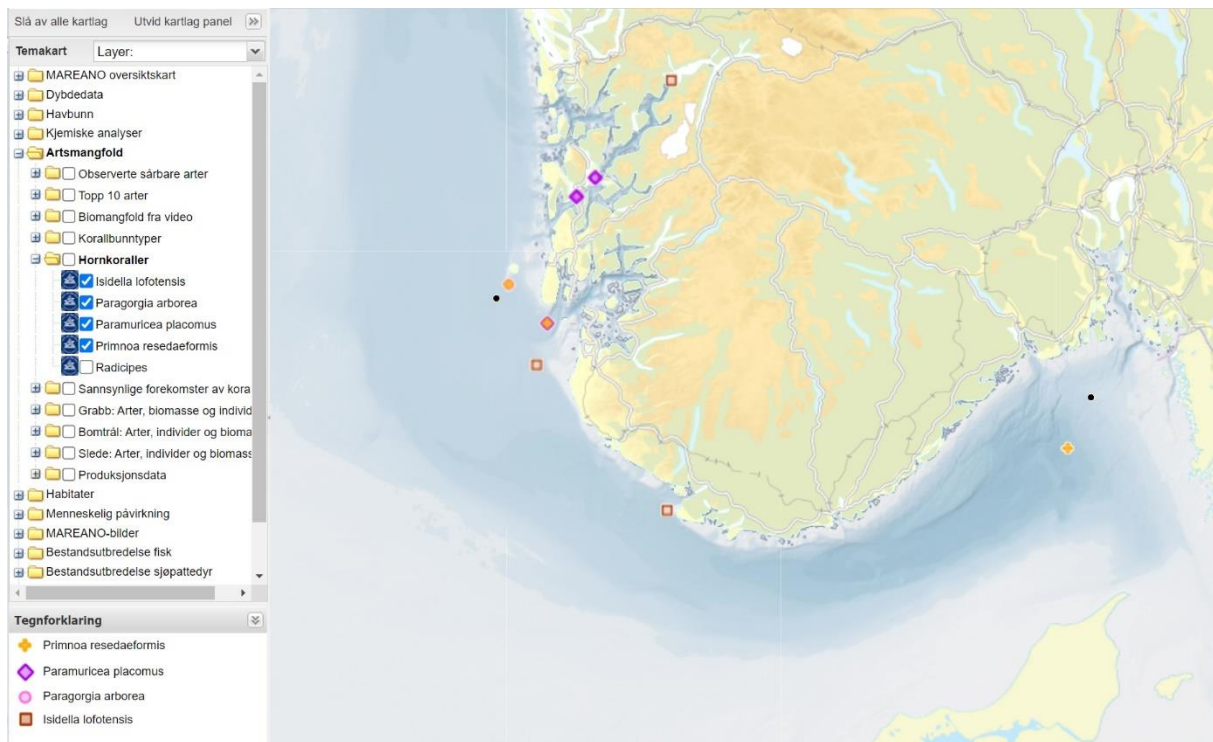 Slå av alle kartlag Utvid kartlag panel
Temakart Layer:
MAREANO oversiktskart
Dybdedata
Havbunn
Kjemiske analyser
Artsmangfold
Observerte sårbare arter
Topp 10 arter
Biomangfold fra video
Korallbunntyper
Hornkoraller
Isidella lofotensis
Paragorgia arborea
Paramuricea placomus
Primnoa resedaeformis
Radicipes
Sannsynlige forekomster av kora
Grabb: Arter, biomasse og individ
Bomtrål: Arter, individer og bioma
Slede: Arter, individer og biomass
Produksjonsdata
Habitater
Menneskelig påvirkning
MAREANO-bilder
Bestandsutbredelse fisk
Bestandsutbredelse sjøpattedyr
Tegnforklaring
Primnoa resedaeformis
Paramuricea placomus
Paragorgia arborea
Isidella lofotensis